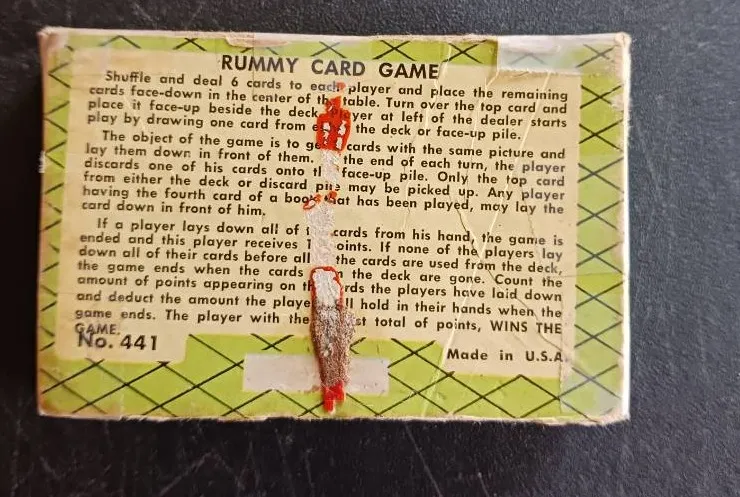 RUMMY CARD GAME
Shuffle and deal 6 cards to each player and place the remaining
cards face-down in the center of the table. Turn over the top card and
place it face-up beside the deck. Player at left of the dealer starts
play by drawing one card from the deck or face-up pile.
The object of the game is to get cards with the same picture and
lay them down in front of them. the end of each turn, the player
discards one of his cards onto face-up pile. Only the top card
from either the deck or discard pile may be picked up. Any player
having the fourth card of a book that has been played, may lay the
card down in front of him.
If a player lays down all of cards from his hand, the game is
ended and this player receives points. If none of the players lay
down all of their cards before all the cards are used from the deck,
the game ends when the cards in the deck are gone. Count the
amount of points appearing on the cards the players have laid down
and deduct the amount the player hold in their hands when the
game ends. The player with the total of points, WINS THE
GAME.
No. 441
Made in U.S.A.